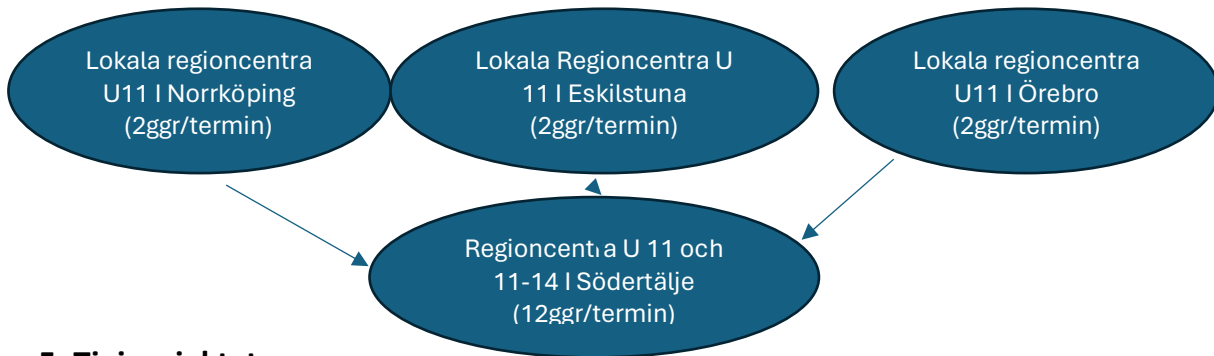 Lokala regioncentra
U11 I Norrköping
(2ggr/termin)
Lokala Regioncentra U
11 I Eskilstuna
(2ggr/termin)
Lokala regioncentra
U11 I Örebro
(2ggr/termin)
Regioncentra U 11 och
11-14 I Södertälje
(12ggr/termin)